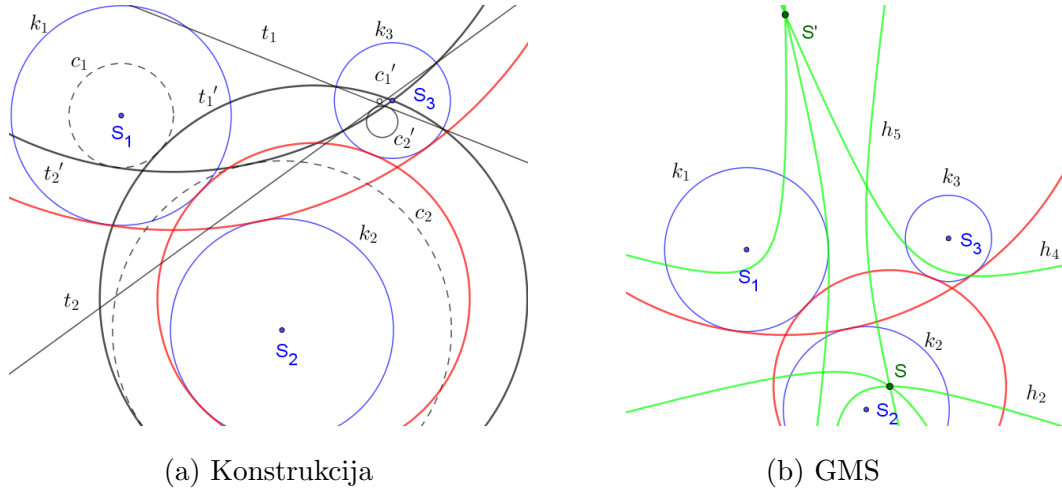 k₁
t₁
k₃
c₁
c₁′
t₁′
S₃
S₁
c₂′
t₂′
c₂
k₂
t₂
S₂
S'
h₅
k₁
k₃
S₃
S₁
h₄
k₂
S
S₂
h₂
(a) Konstrukcija
(b) GMS